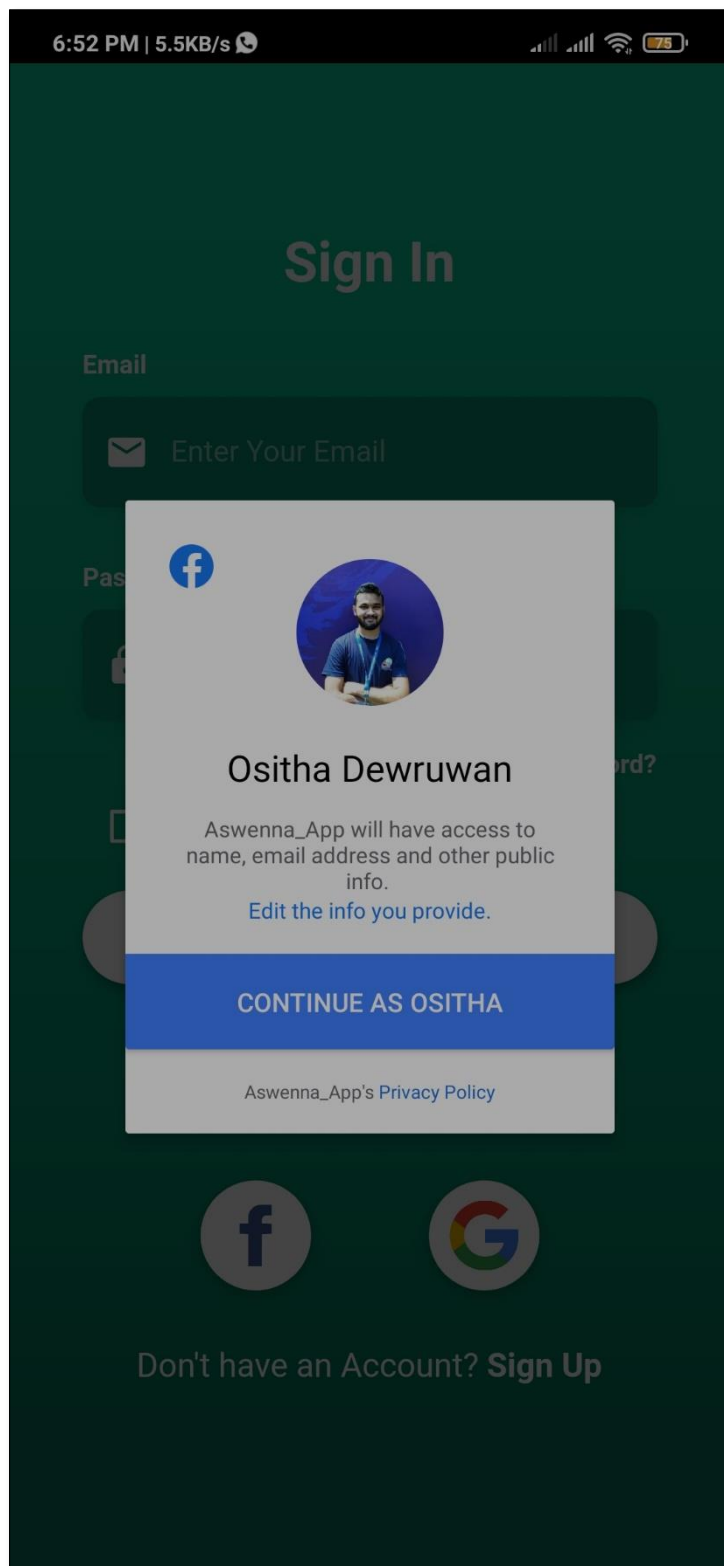 6:52 PM | 5.5KB/s
75
Sign In
Email
Enter Your Email
Pas
ord?
Ositha Dewruwan
Aswenna_App will have access to
name, email address and other public
info.
Edit the info you provide.
CONTINUE AS OSITHA
Aswenna_App's Privacy Policy
Don't have an Account? Sign Up